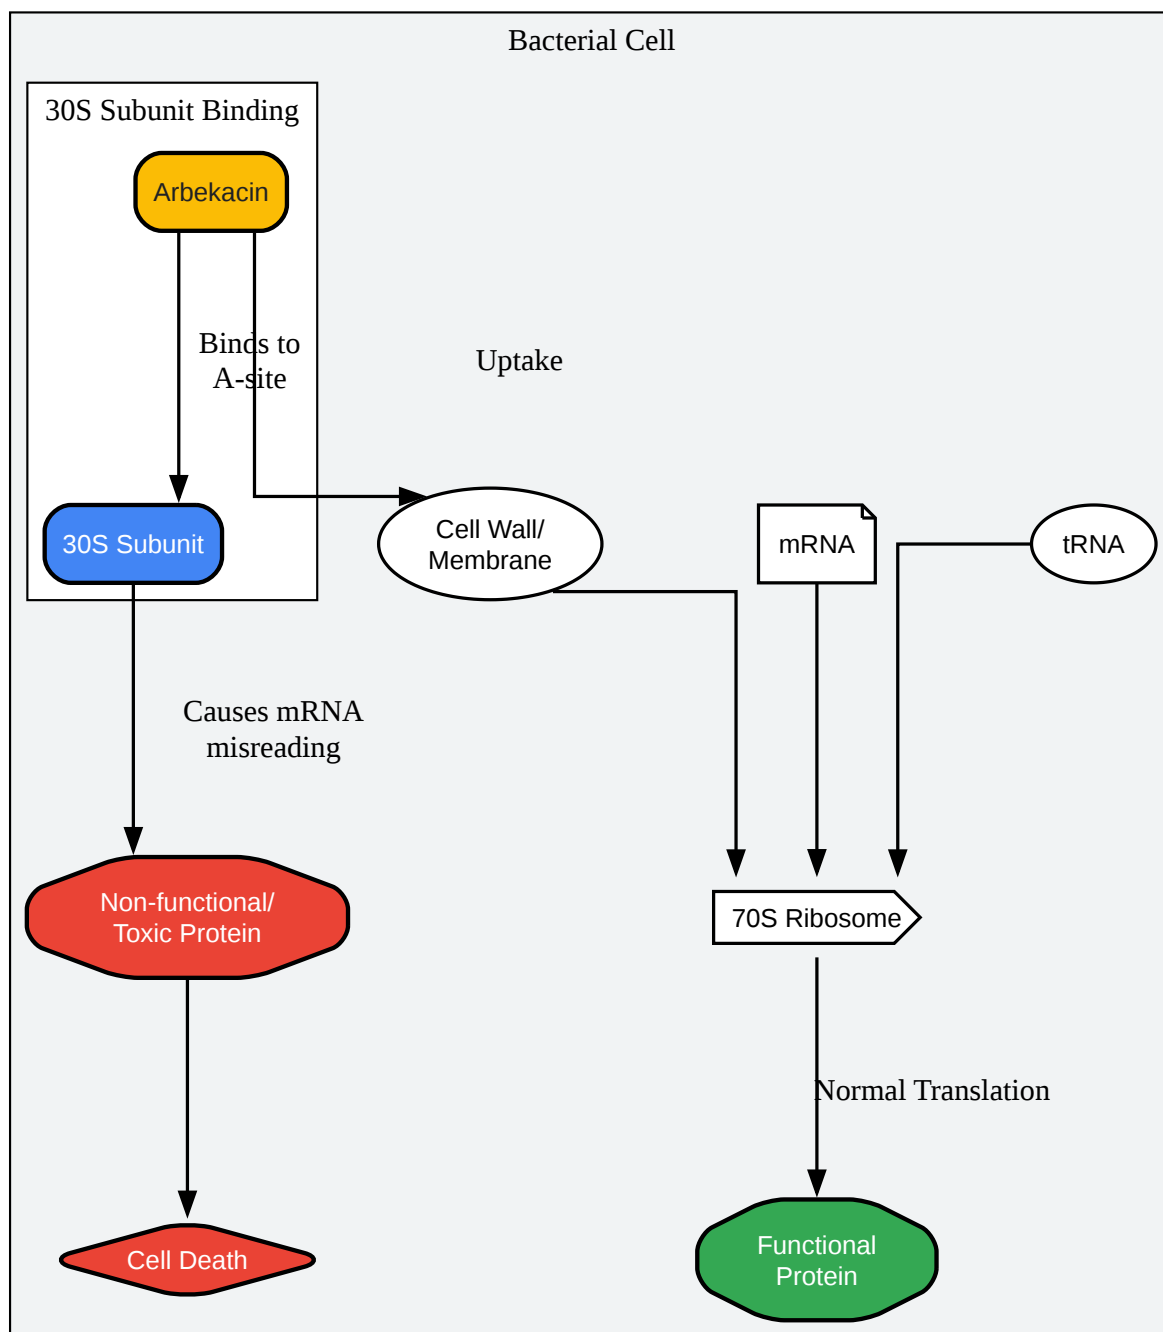 Bacterial Cell
30S Subunit Binding
Arbekacin
Binds to
A-site
Uptake
30S Subunit
Cell Wall/
Membrane
mRNA
tRNA
Causes mRNA
misreading
Non-functional/
Toxic Protein
70S Ribosome
Normal Translation
Cell Death
Functional
Protein